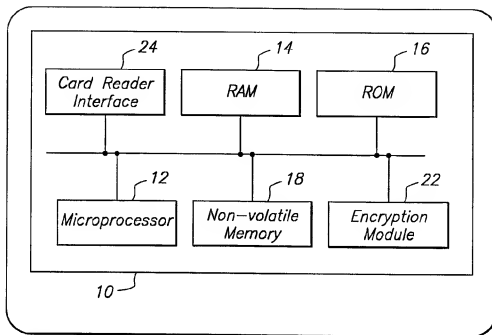 24
14
16
Card Reader
Interface
RAM
ROM
12
18
22
Microprocessor
Non-volatile
Memory
Encryption
Module
10